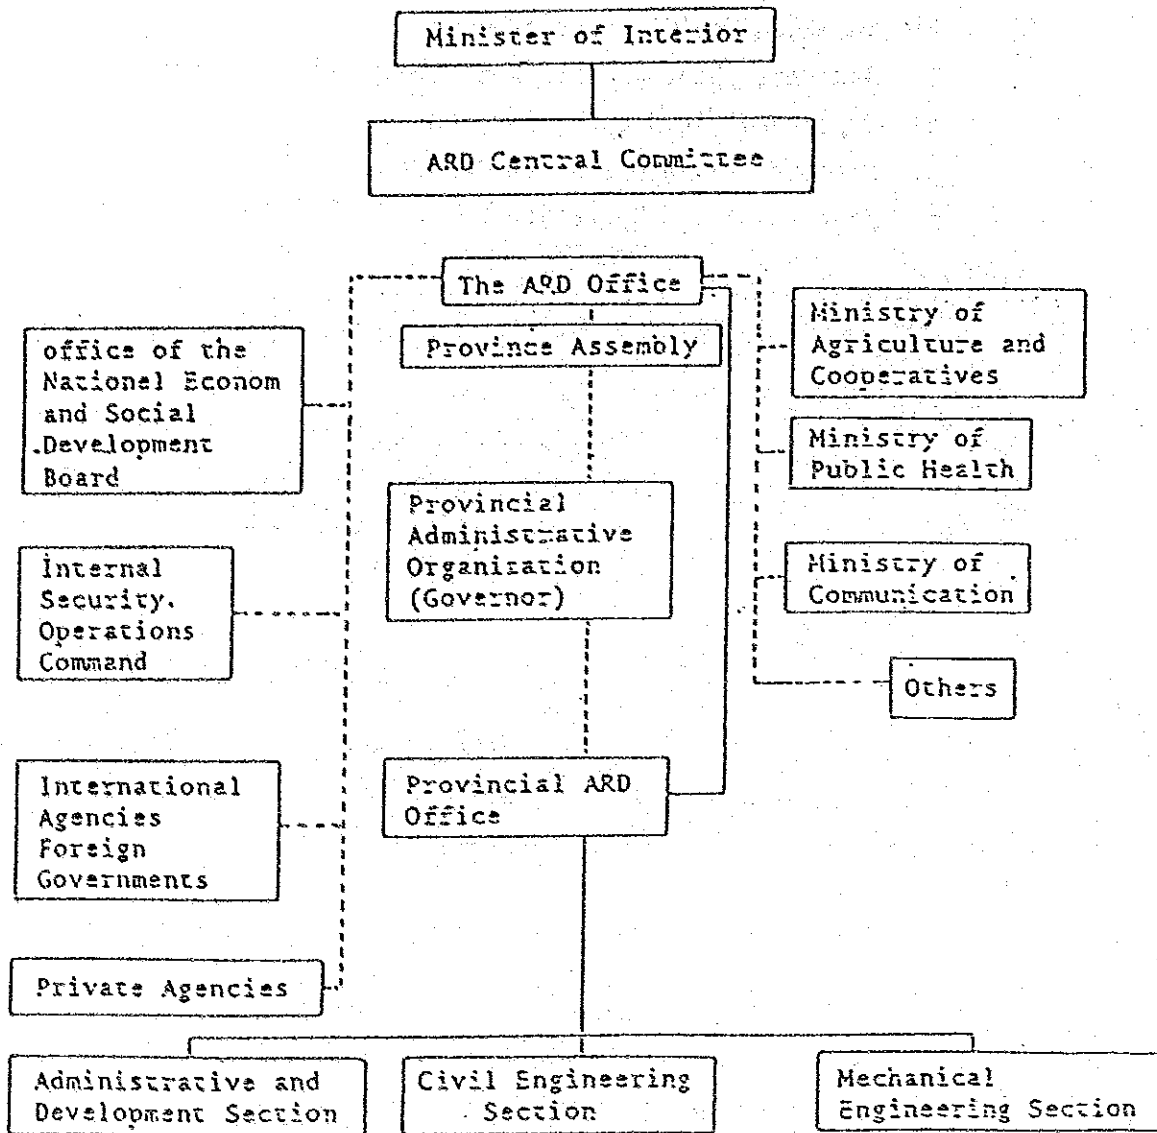 Minister of Interior
ARD Central Committee
The ARD Office
Province Assembly
office of the
National Econom
and Social
Development
Board
Internal
Security.
Operations
Command
International
Agencies
Foreign
Governments
Private Agencies
Provincial
Administrative
Organization
(Governor)
Provincial ARD
Office
Ministry of
Agriculture and
Cooperatives
Ministry of
Public Health
Ministry of
Communication
Others
Administrative and
Development Section
Civil Engineering
Section
Mechanical
Engineering Section